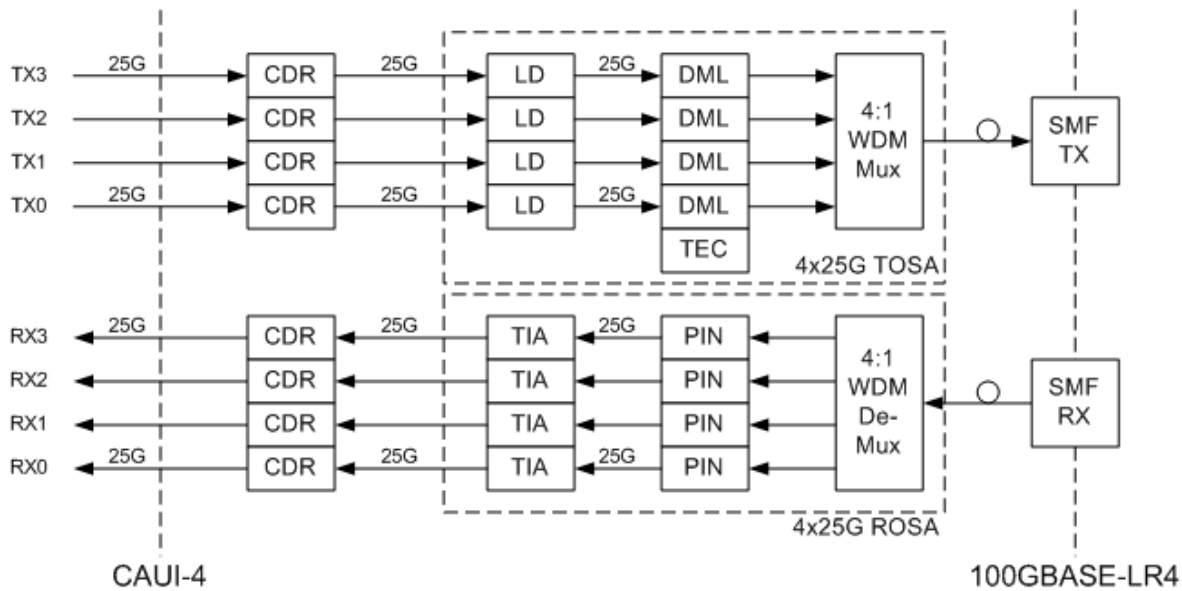 TX3 25G CDR 25G LD 25G DML
TX2 CDR LD DML
TX1 CDR LD DML
TX0 25G CDR 25G LD 25G DML
TEC
4:1
WDM
Mux
SMF
TX
4x25G TOSA
RX3 25G CDR 25G TIA 25G PIN
RX2 CDR TIA PIN
RX1 CDR TIA PIN
RX0 25G CDR 25G TIA 25G PIN
4:1
WDM
De-
Mux
SMF
RX
4x25G ROSA
CAUI-4
100GBASE-LR4